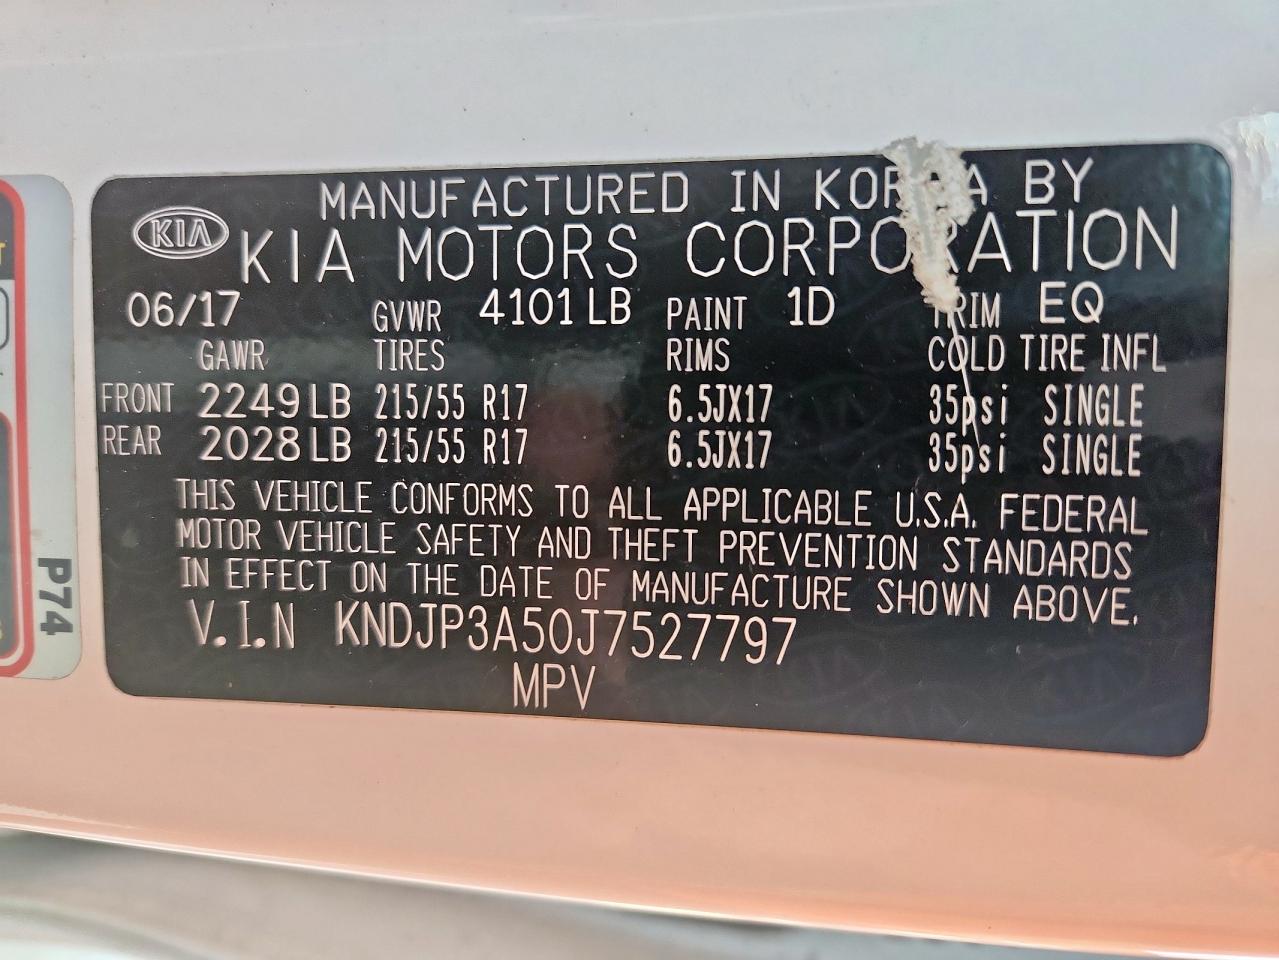 MANUFACTURED IN KOREA BY
KIA
KIA MOTORS CORPORATION
06/17 GVWR 4101 LB PAINT 1D TRIM EQ
GAWR TIRES RIMS COLD TIRE INFL
FRONT 2249 LB 215/55 R17 6.5JX17 35psi SINGLE
REAR 2028 LB 215/55 R17 6.5JX17 35psi SINGLE
THIS VEHICLE CONFORMS TO ALL APPLICABLE U.S.A. FEDERAL
MOTOR VEHICLE SAFETY AND THEFT PREVENTION STANDARDS
IN EFFECT ON THE DATE OF MANUFACTURE SHOWN ABOVE.
V.I.N KNDJP3A50J7527797
MPV
P74